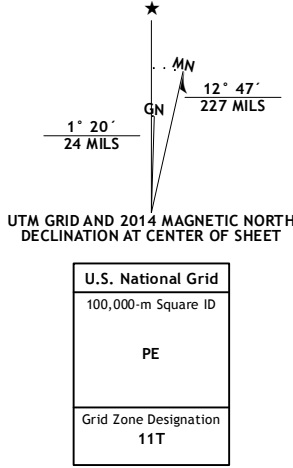 ★
MN
GN
12° 47´
227 MILS
1° 20´
24 MILS
UTM GRID AND 2014 MAGNETIC NORTH
DECLINATION AT CENTER OF SHEET
U.S. National Grid
100,000-m Square ID
PE
Grid Zone Designation
11T